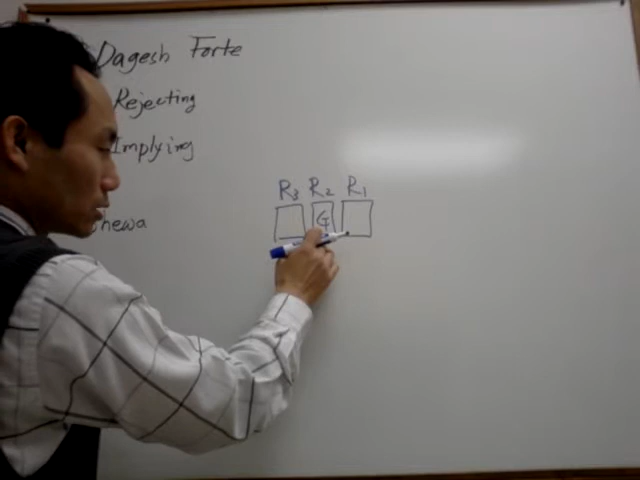 Dagesh Forte
Rejecting
Implying
hewa
R3 R2 R1
G